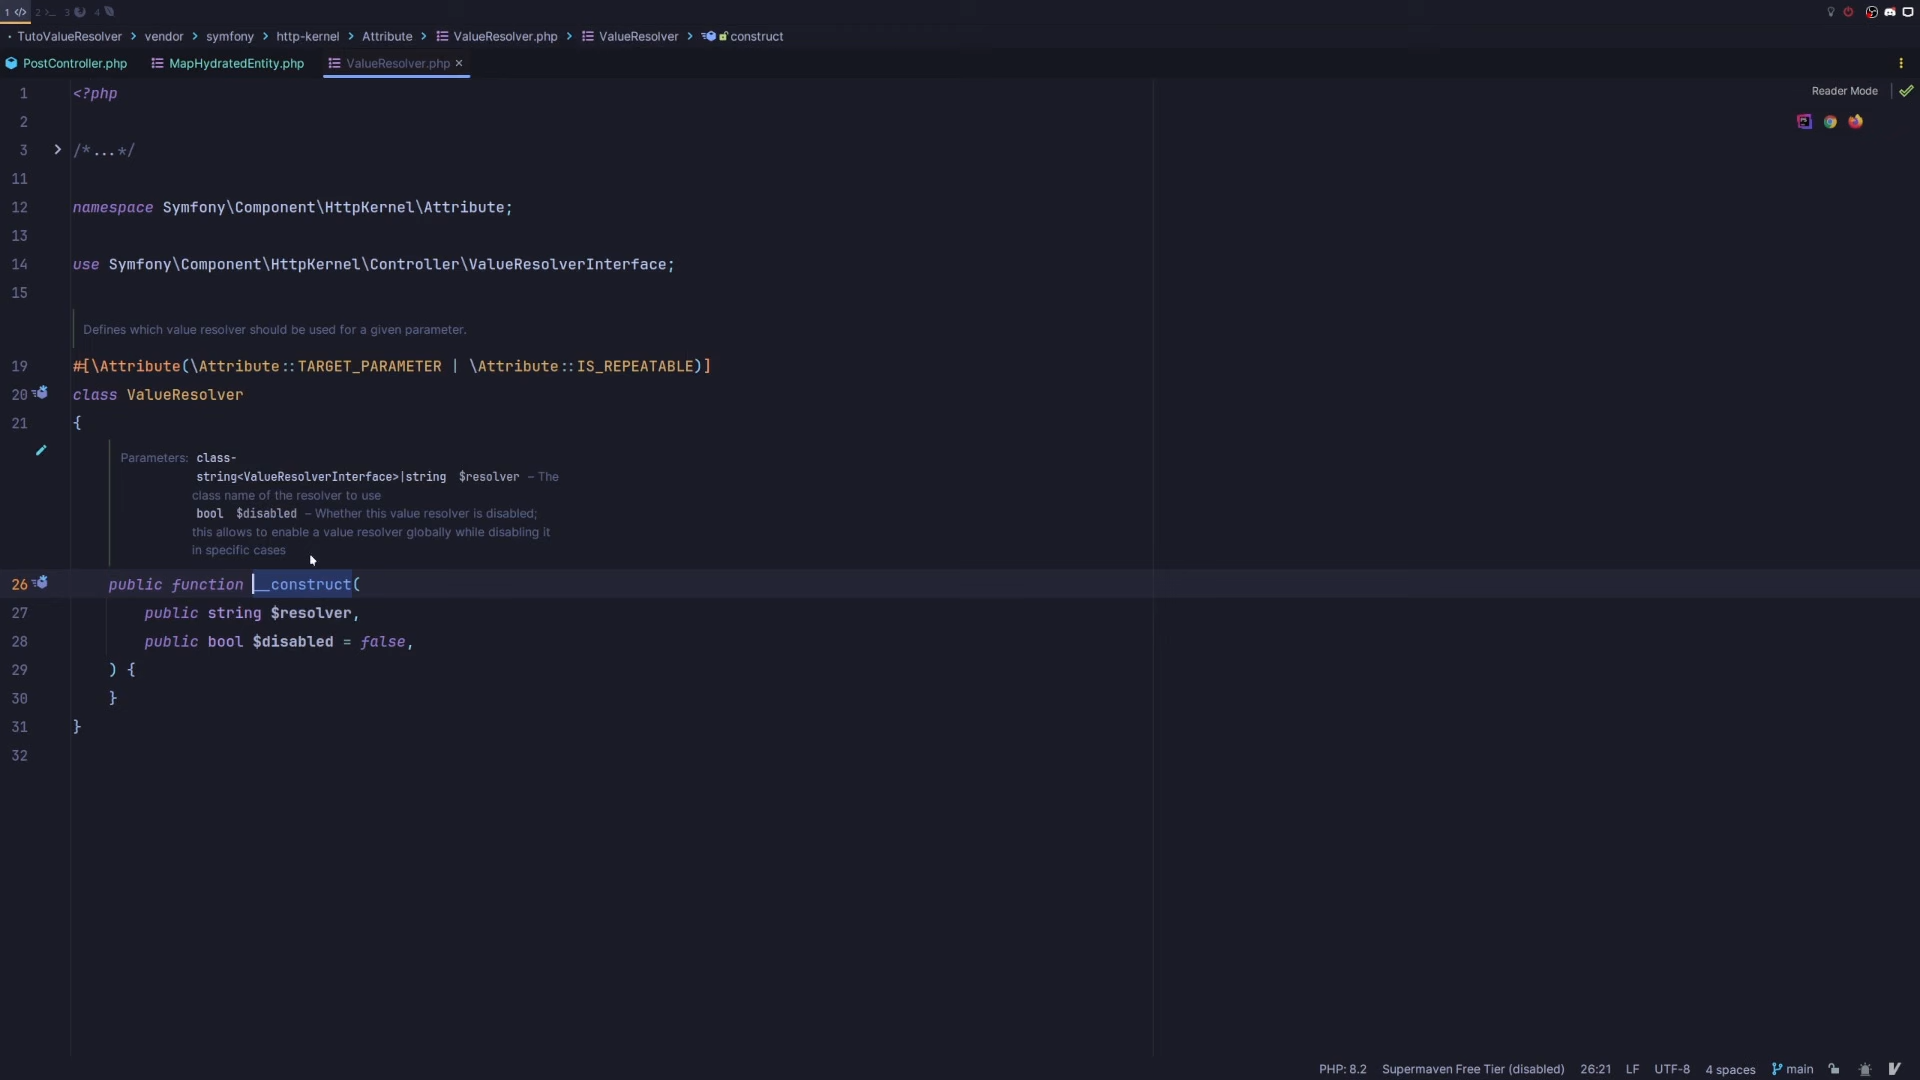 1 2 3 4
TutoValueResolver > vendor > symfony > http-kernel > Attribute > ValueResolver.php > ValueResolver > construct
PostController.php MapHydratedEntity.php ValueResolver.php ×
Reader Mode
1 <?php
2
3 > /*...*/
11
12 namespace Symfony\Component\HttpKernel\Attribute;
13
14 use Symfony\Component\HttpKernel\Controller\ValueResolverInterface;
15
Defines which value resolver should be used for a given parameter.
19 #[\Attribute(\Attribute::TARGET_PARAMETER | \Attribute::IS_REPEATABLE)]
20 class ValueResolver
21 {
Parameters: class-
string<ValueResolverInterface>|string $resolver – The
class name of the resolver to use
bool $disabled – Whether this value resolver is disabled;
this allows to enable a value resolver globally while disabling it
in specific cases
26 public function __construct(
27 public string $resolver,
28 public bool $disabled = false,
29 ) {
30 }
31 }
32
PHP: 8.2 Supermaven Free Tier (disabled) 26:21 LF UTF-8 4 spaces main